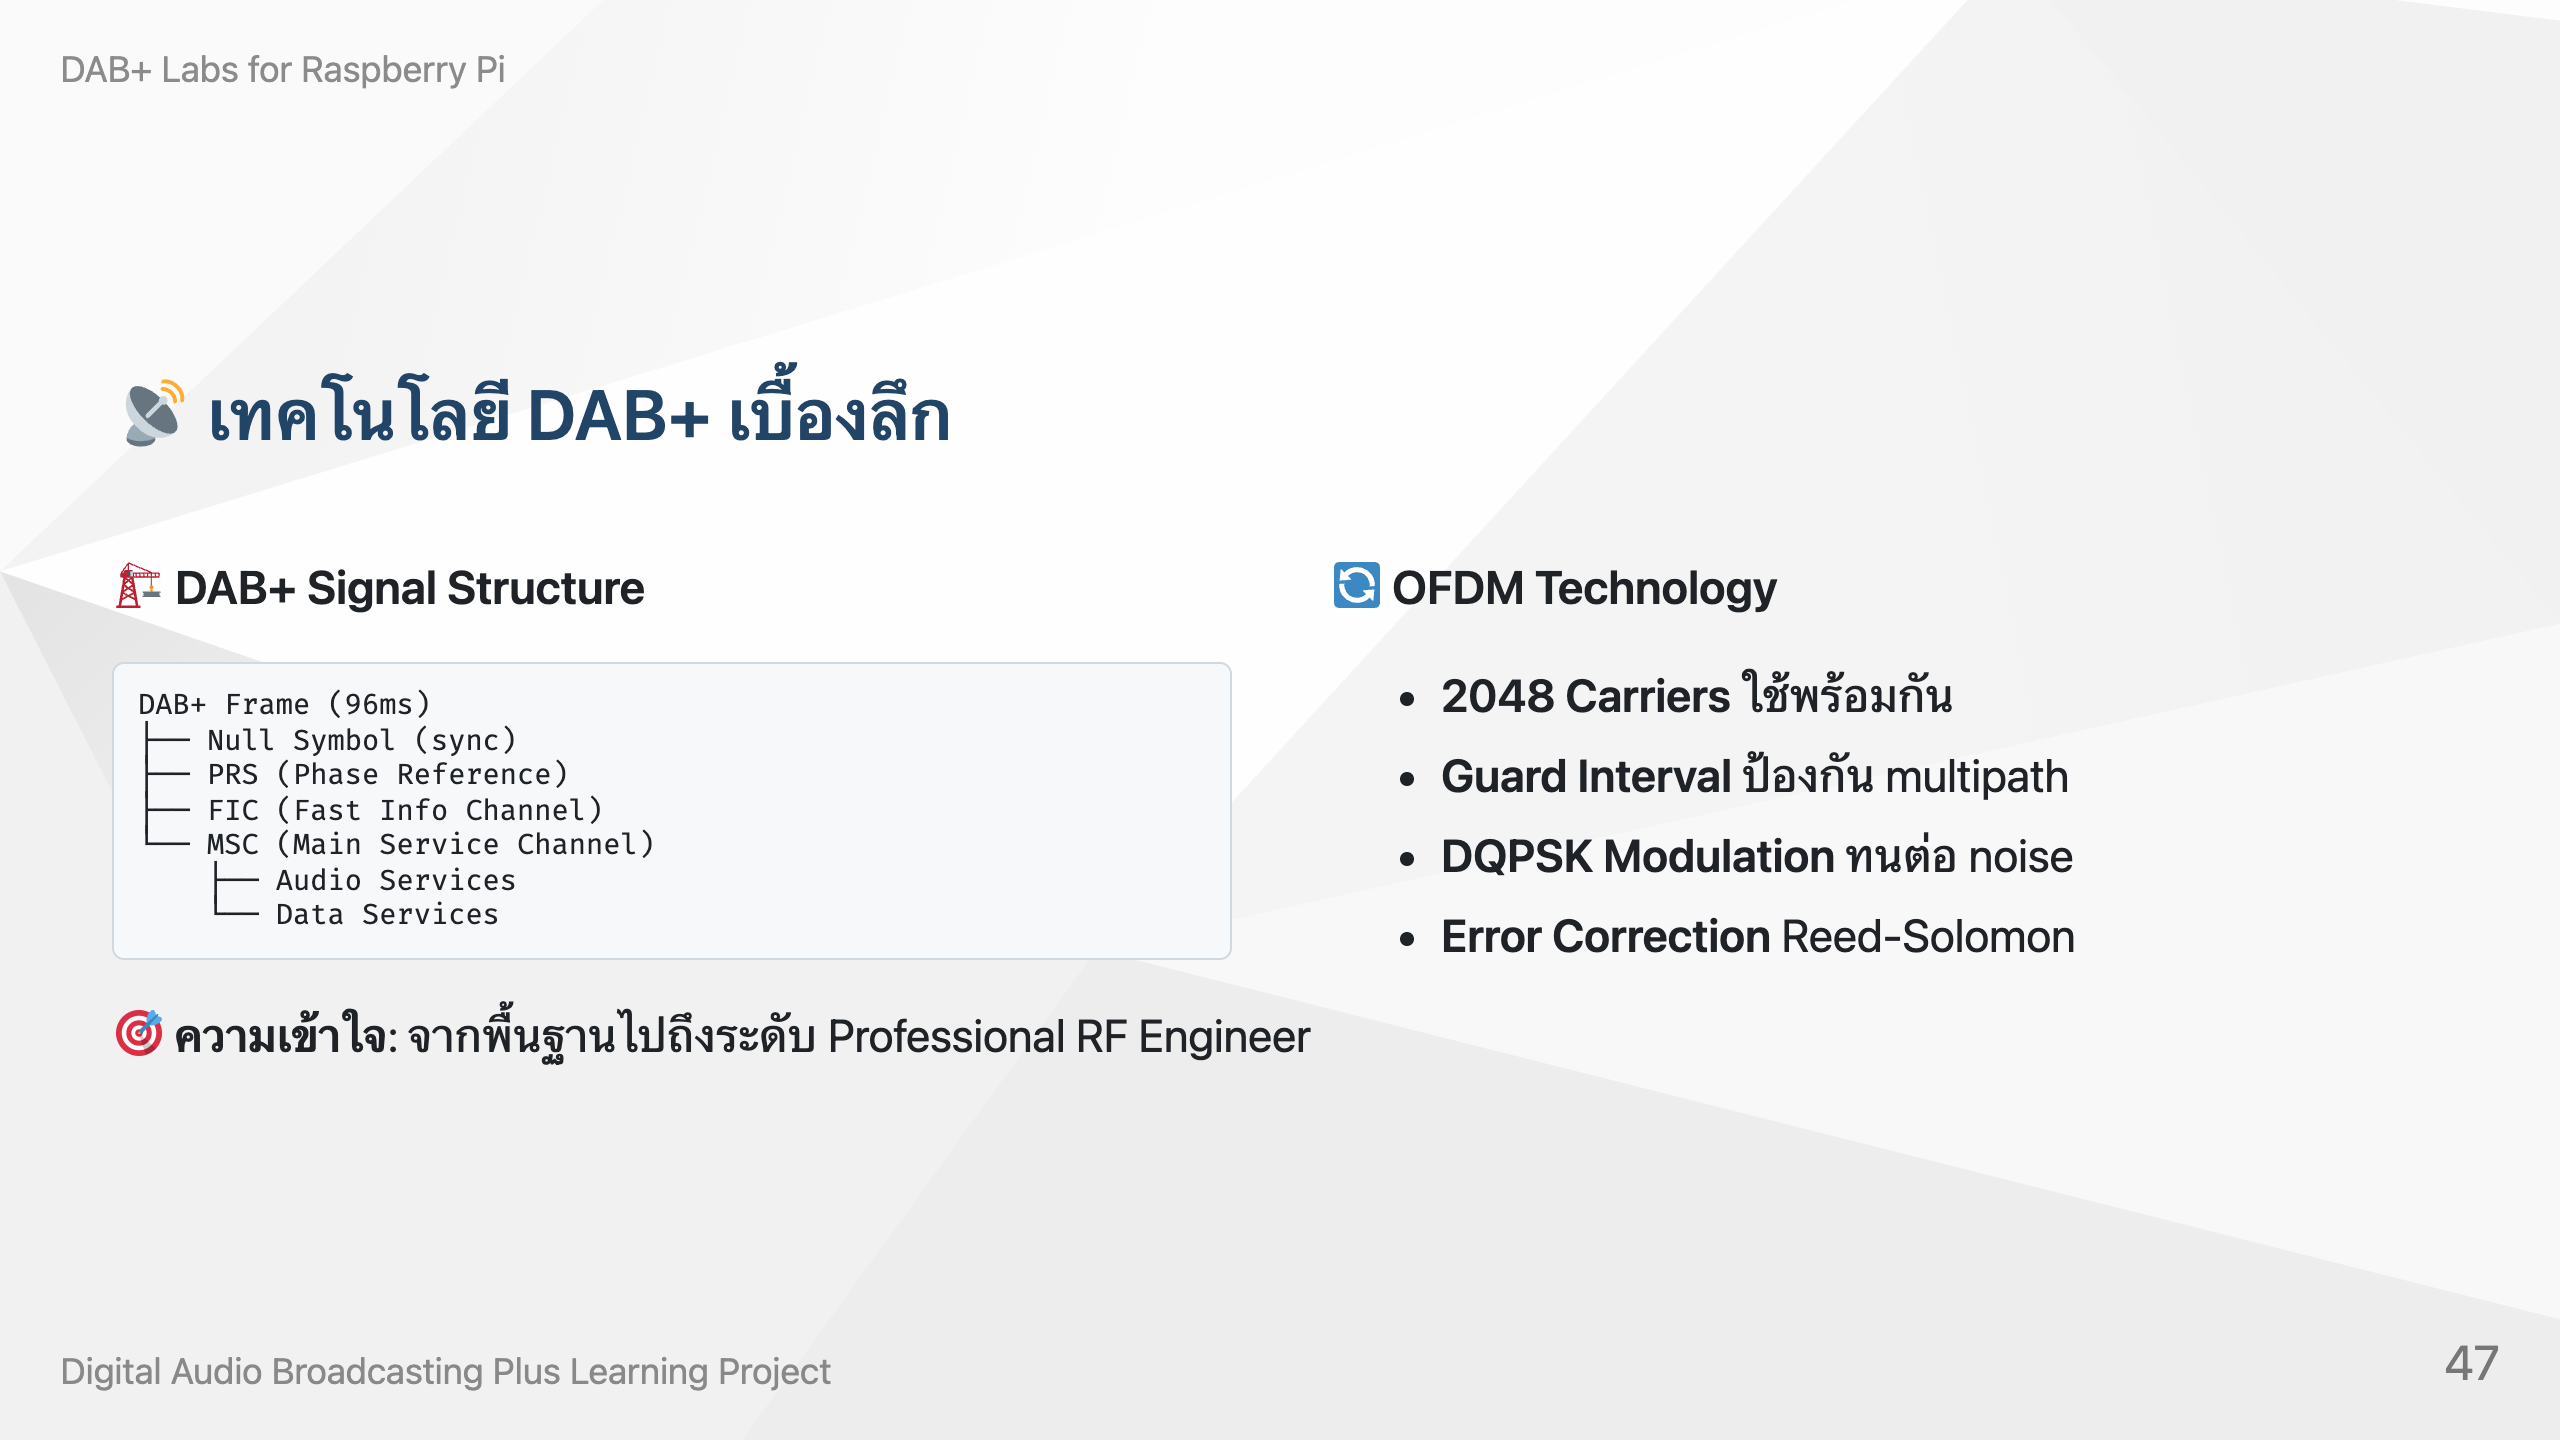 DAB+ Labs for Raspberry Pi
📡 เทคโนโลยี DAB+ เบื้องลึก
🏗️ DAB+ Signal Structure
DAB+ Frame (96ms)
├── Null Symbol (sync)
├── PRS (Phase Reference)
├── FIC (Fast Info Channel)
└── MSC (Main Service Channel)
    ├── Audio Services
    └── Data Services
🔄 OFDM Technology
• 2048 Carriers ใช้พร้อมกัน
• Guard Interval ป้องกัน multipath
• DQPSK Modulation ทนต่อ noise
• Error Correction Reed-Solomon
🎯 ความเข้าใจ: จากพื้นฐานไปถึงระดับ Professional RF Engineer
Digital Audio Broadcasting Plus Learning Project
47